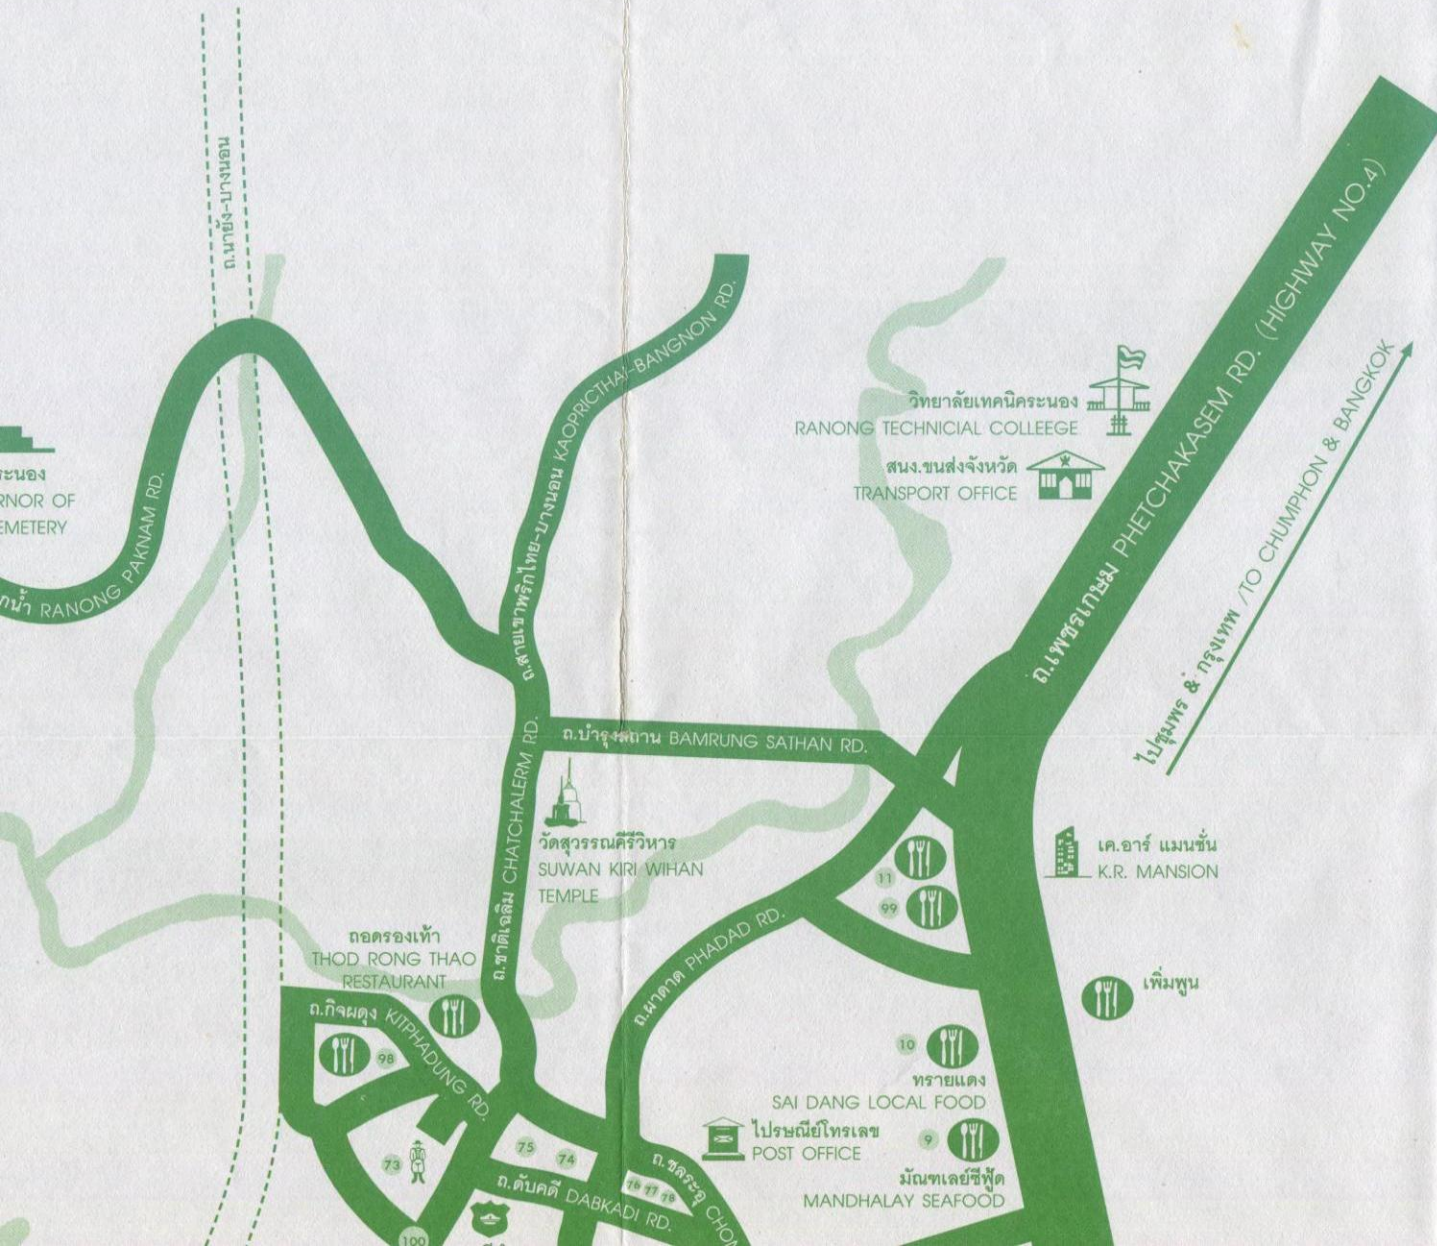 ถ.นายัง-บางนอน
KAOPRICTHAI-BANGNON RD.
ถ.สายเขาพริกไทย-บางนอน
ถ.เพชรเกษม PHETCHAKASEM RD. (HIGHWAY NO.4)
ไปชุมพร & กรุงเทพ /TO CHUMPHON & BANGKOK
วิทยาลัยเทคนิคระนอง
RANONG TECHNICIAL COLLEEGE
สนง.ขนส่งจังหวัด
TRANSPORT OFFICE
ระนอง
RNOR OF
EMETERY
กน้ำ RANONG PAKNAM RD.
ถ.บำรุงสถาน BAMRUNG SATHAN RD.
ถ.ชาติเฉลิม CHATCHALERM RD.
วัดสุวรรณคีรีวิหาร
SUWAN KIRI WIHAN
TEMPLE
เค.อาร์ แมนชั่น
K.R. MANSION
11
99
ถ.ผาดาด PHADAD RD.
ถอดรองเท้า
THOD RONG THAO
RESTAURANT
เพิ่มพูน
ถ.กิจผดุง KITPHADUNG RD.
98
10
ทรายแดง
SAI DANG LOCAL FOOD
ไปรษณีย์โทรเลข
POST OFFICE
9
มัณฑเลย์ซีฟู้ด
MANDHALAY SEAFOOD
75
74
73
76 77 78
ถ.ชลระอุ CHON
ถ.ดับคดี DABKADI RD.
100